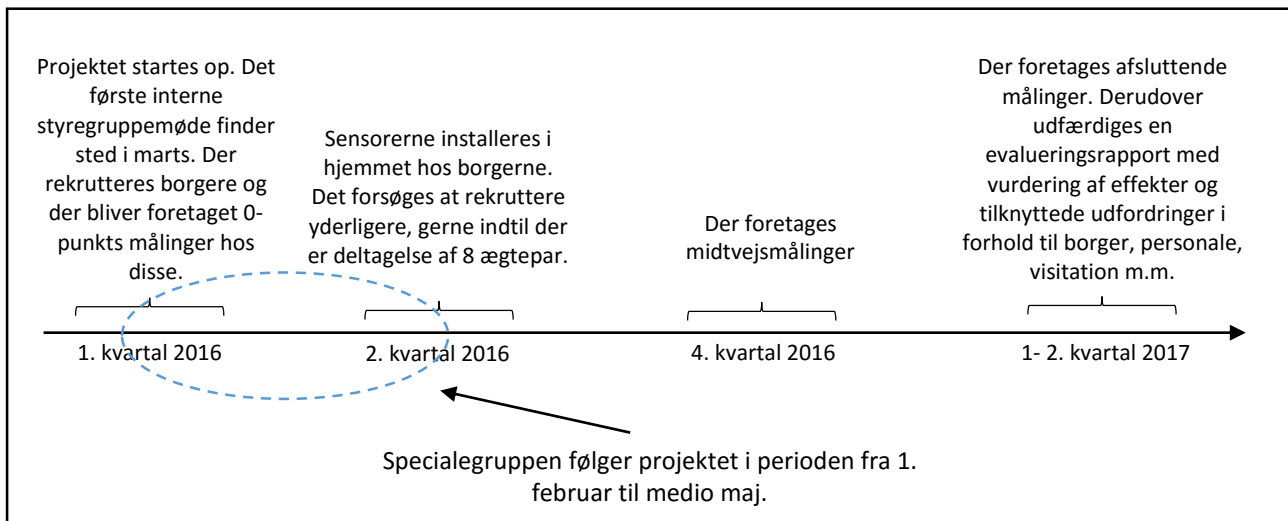 Projektet startes op. Det
første interne
styregruppemøde finder
sted i marts. Der
rekrutteres borgere og
der bliver foretaget 0-
punkts målinger hos
disse.
Sensorerne installeres i
hjemmet hos borgerne.
Det forsøges at rekruttere
yderligere, gerne indtil der
er deltagelse af 8 ægtepar.
Der foretages
midtvejsmålinger
Der foretages afsluttende
målinger. Derudover
udfærdiges en
evalueringsrapport med
vurdering af effekter og
tilknyttede udfordringer i
forhold til borger, personale,
visitation m.m.
1. kvartal 2016
2. kvartal 2016
4. kvartal 2016
1- 2. kvartal 2017
Specialegruppen følger projektet i perioden fra 1.
februar til medio maj.